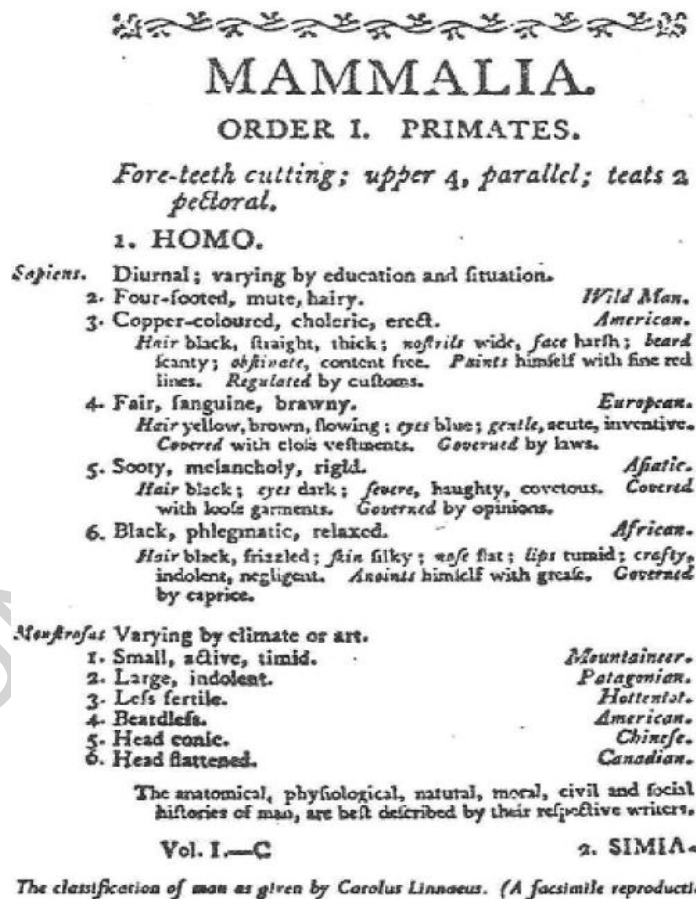 MAMMALIA.
ORDER I. PRIMATES.
Fore-teeth cutting; upper 4, parallel; teats 2
pectoral.
1. HOMO.
Sapiens. Diurnal; varying by education and ſituation.
2. Four-footed, mute, hairy. Wild Man.
3. Copper-coloured, choleric, erect. American.
Hair black, ſtraight, thick; noſtrils wide, face harſh; beard
ſcanty; obſtinate, content free. Paints himſelf with fine red
lines. Regulated by cuſtoms.
4. Fair, ſanguine, brawny. European.
Hair yellow, brown, flowing; eyes blue; gentle, acute, inventive.
Covered with cloſe veſtments. Governed by laws.
5. Sooty, melancholy, rigid. Aſiatic.
Hair black; eyes dark; ſevere, haughty, covetous. Covered
with looſe garments. Governed by opinions.
6. Black, phlegmatic, relaxed. African.
Hair black, frizzled; ſkin ſilky; noſe flat; lips tumid; crafty,
indolent, negligent. Anoints himſelf with greaſe. Governed
by caprice.
Monſtroſus Varying by climate or art.
1. Small, active, timid. Mountaineer.
2. Large, indolent. Patagonian.
3. Leſs fertile. Hottentot.
4. Beardleſs. American.
5. Head conic. Chineſe.
6. Head flattened. Canadian.
The anatomical, phyſiological, natural, moral, civil and ſocial
hiſtories of man, are beſt deſcribed by their reſpective writers.
Vol. I.—C 2. SIMIA.
The classification of man as given by Carolus Linnaeus. (A facsimile reproducti